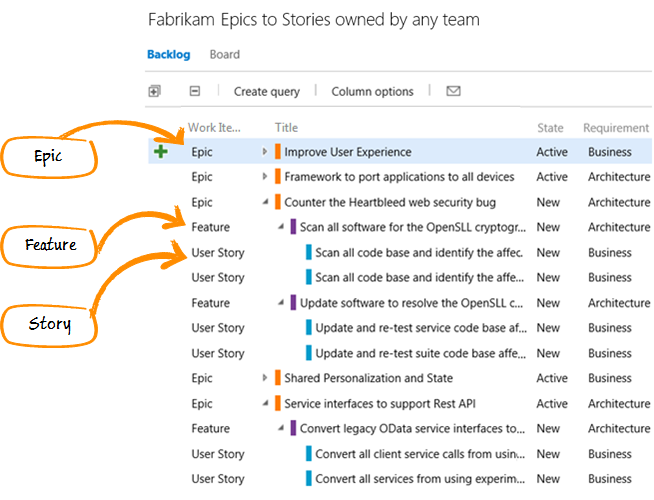 Fabrikam Epics to Stories owned by any team
Backlog Board
Create query Column options
Work Ite... Title State Requirement
Epic
Epic Improve User Experience Active Business
Epic Framework to port applications to all devices Active Architecture
Epic Counter the Heartbleed web security bug New Business
Feature
Feature Scan all software for the OpenSLL cryptogr... New Architecture
User Story Scan all code base and identify the affec. New Business
User Story Scan all code base and identify the affe... New Business
Story
Feature Update software to resolve the OpenSLL c... New Architecture
User Story Update and re-test service code base af... New Business
User Story Update and re-test suite code base affe... New Business
Epic Shared Personalization and State Active Business
Epic Service interfaces to support Rest API Active Architecture
Feature Convert legacy OData service interfaces to... New Architecture
User Story Convert all client service calls from usin... New Business
User Story Convert all services from using experim... New Business